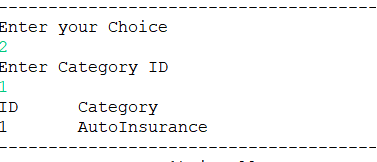 Enter your Choice
2
Enter Category ID
1
ID Category
1 AutoInsurance